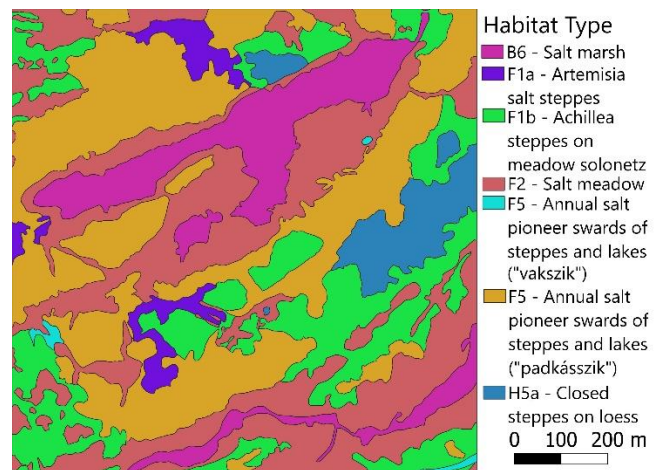 Habitat Type
B6 - Salt marsh
F1a - Artemisia
salt steppes
F1b - Achillea
steppes on
meadow solonetz
F2 - Salt meadow
F5 - Annual salt
pioneer swards of
steppes and lakes
("vakszik")
F5 - Annual salt
pioneer swards of
steppes and lakes
("padkásszik")
H5a - Closed
steppes on loess
0 100 200 m